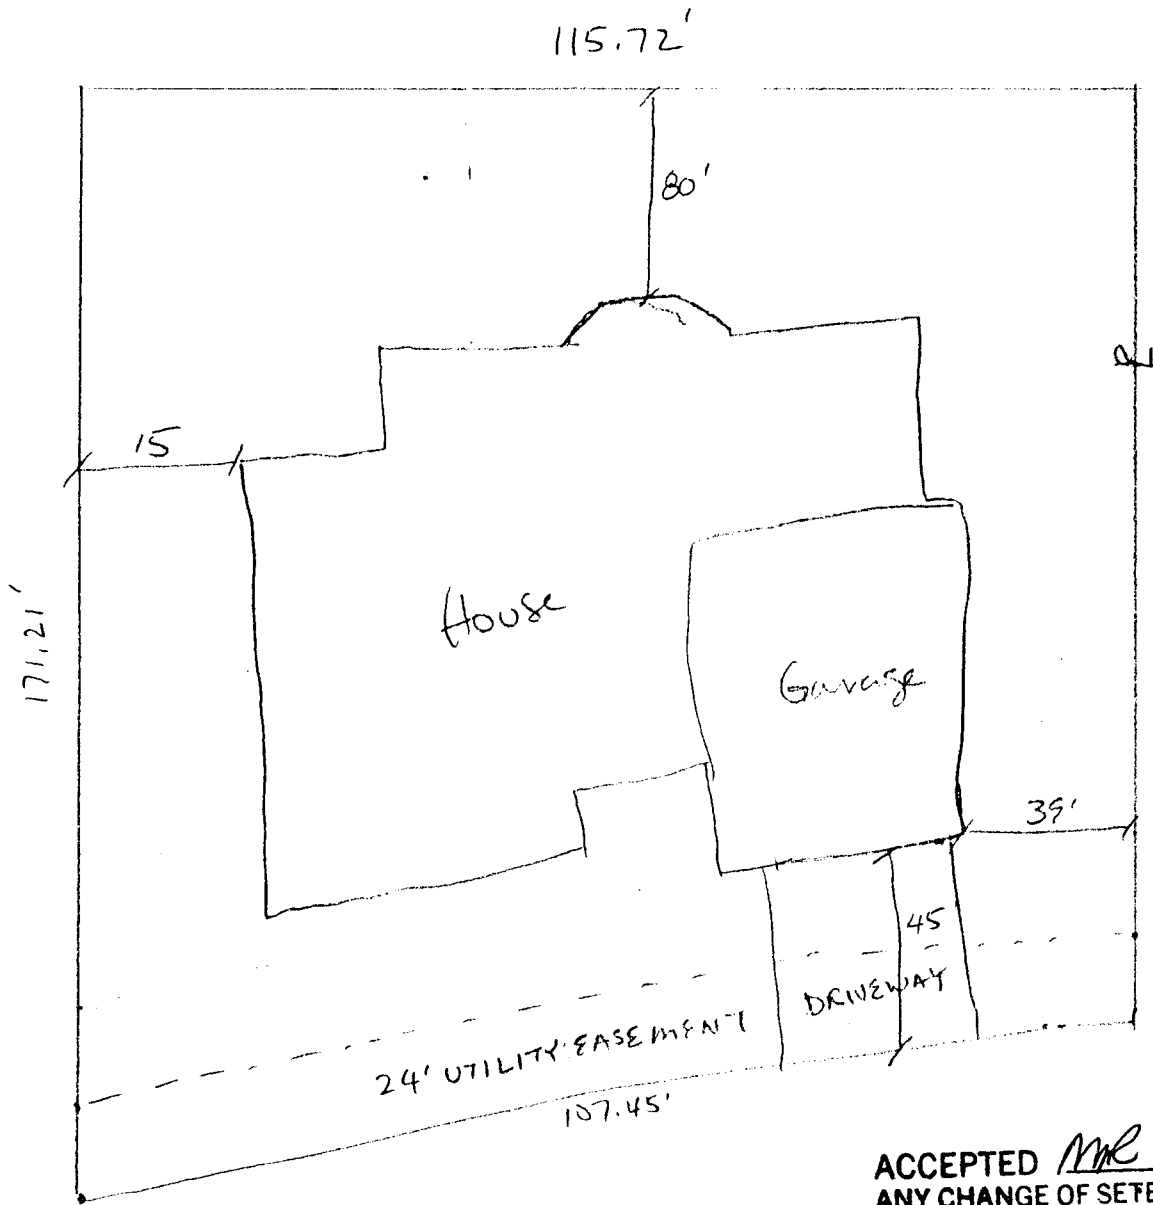 115.72'
80'
15
171.21'
House
Garage
39'
45
DRIVEWAY
24' UTILITY EASEMENT
107.45'
ACCEPTED
ANY CHANGE OF SETB